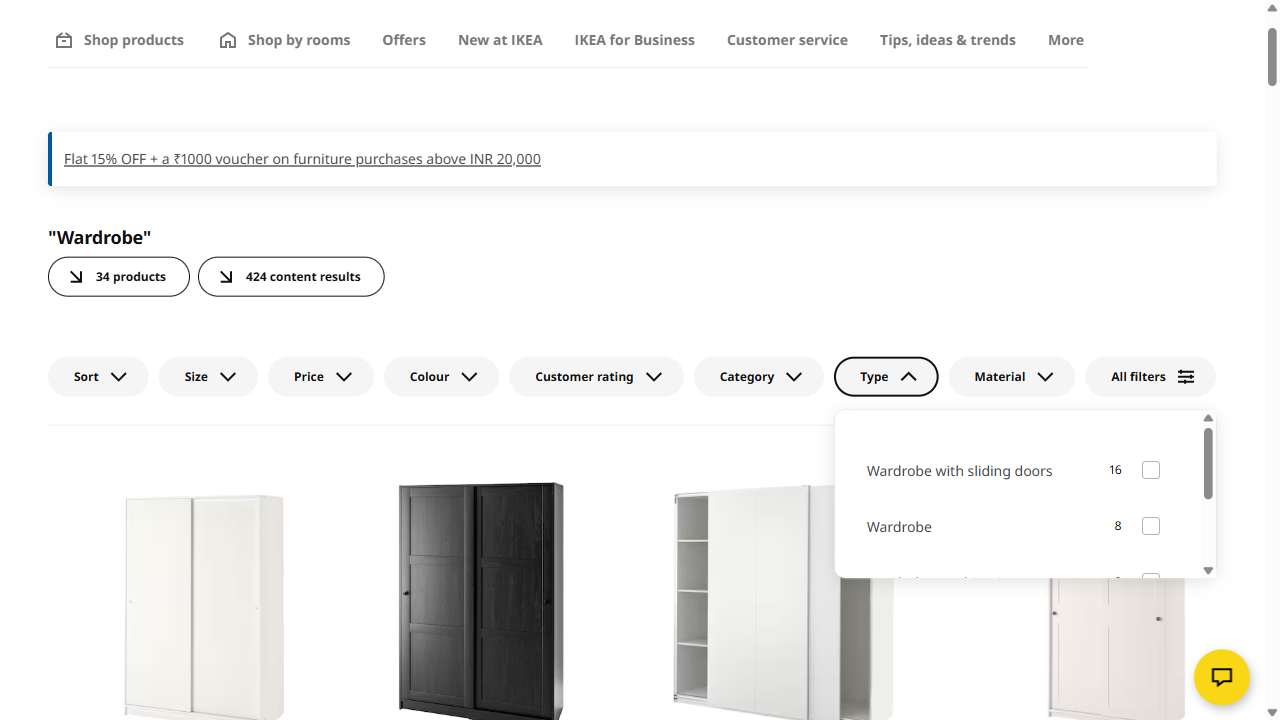 Shop products
Shop by rooms
Offers
New at IKEA
IKEA for Business
Customer service
Tips, ideas & trends
More
Flat 15% OFF + a ₹1000 voucher on furniture purchases above INR 20,000
"Wardrobe"
34 products
424 content results
Sort
Size
Price
Colour
Customer rating
Category
Type
Material
All filters
Wardrobe with sliding doors 16
Wardrobe 8